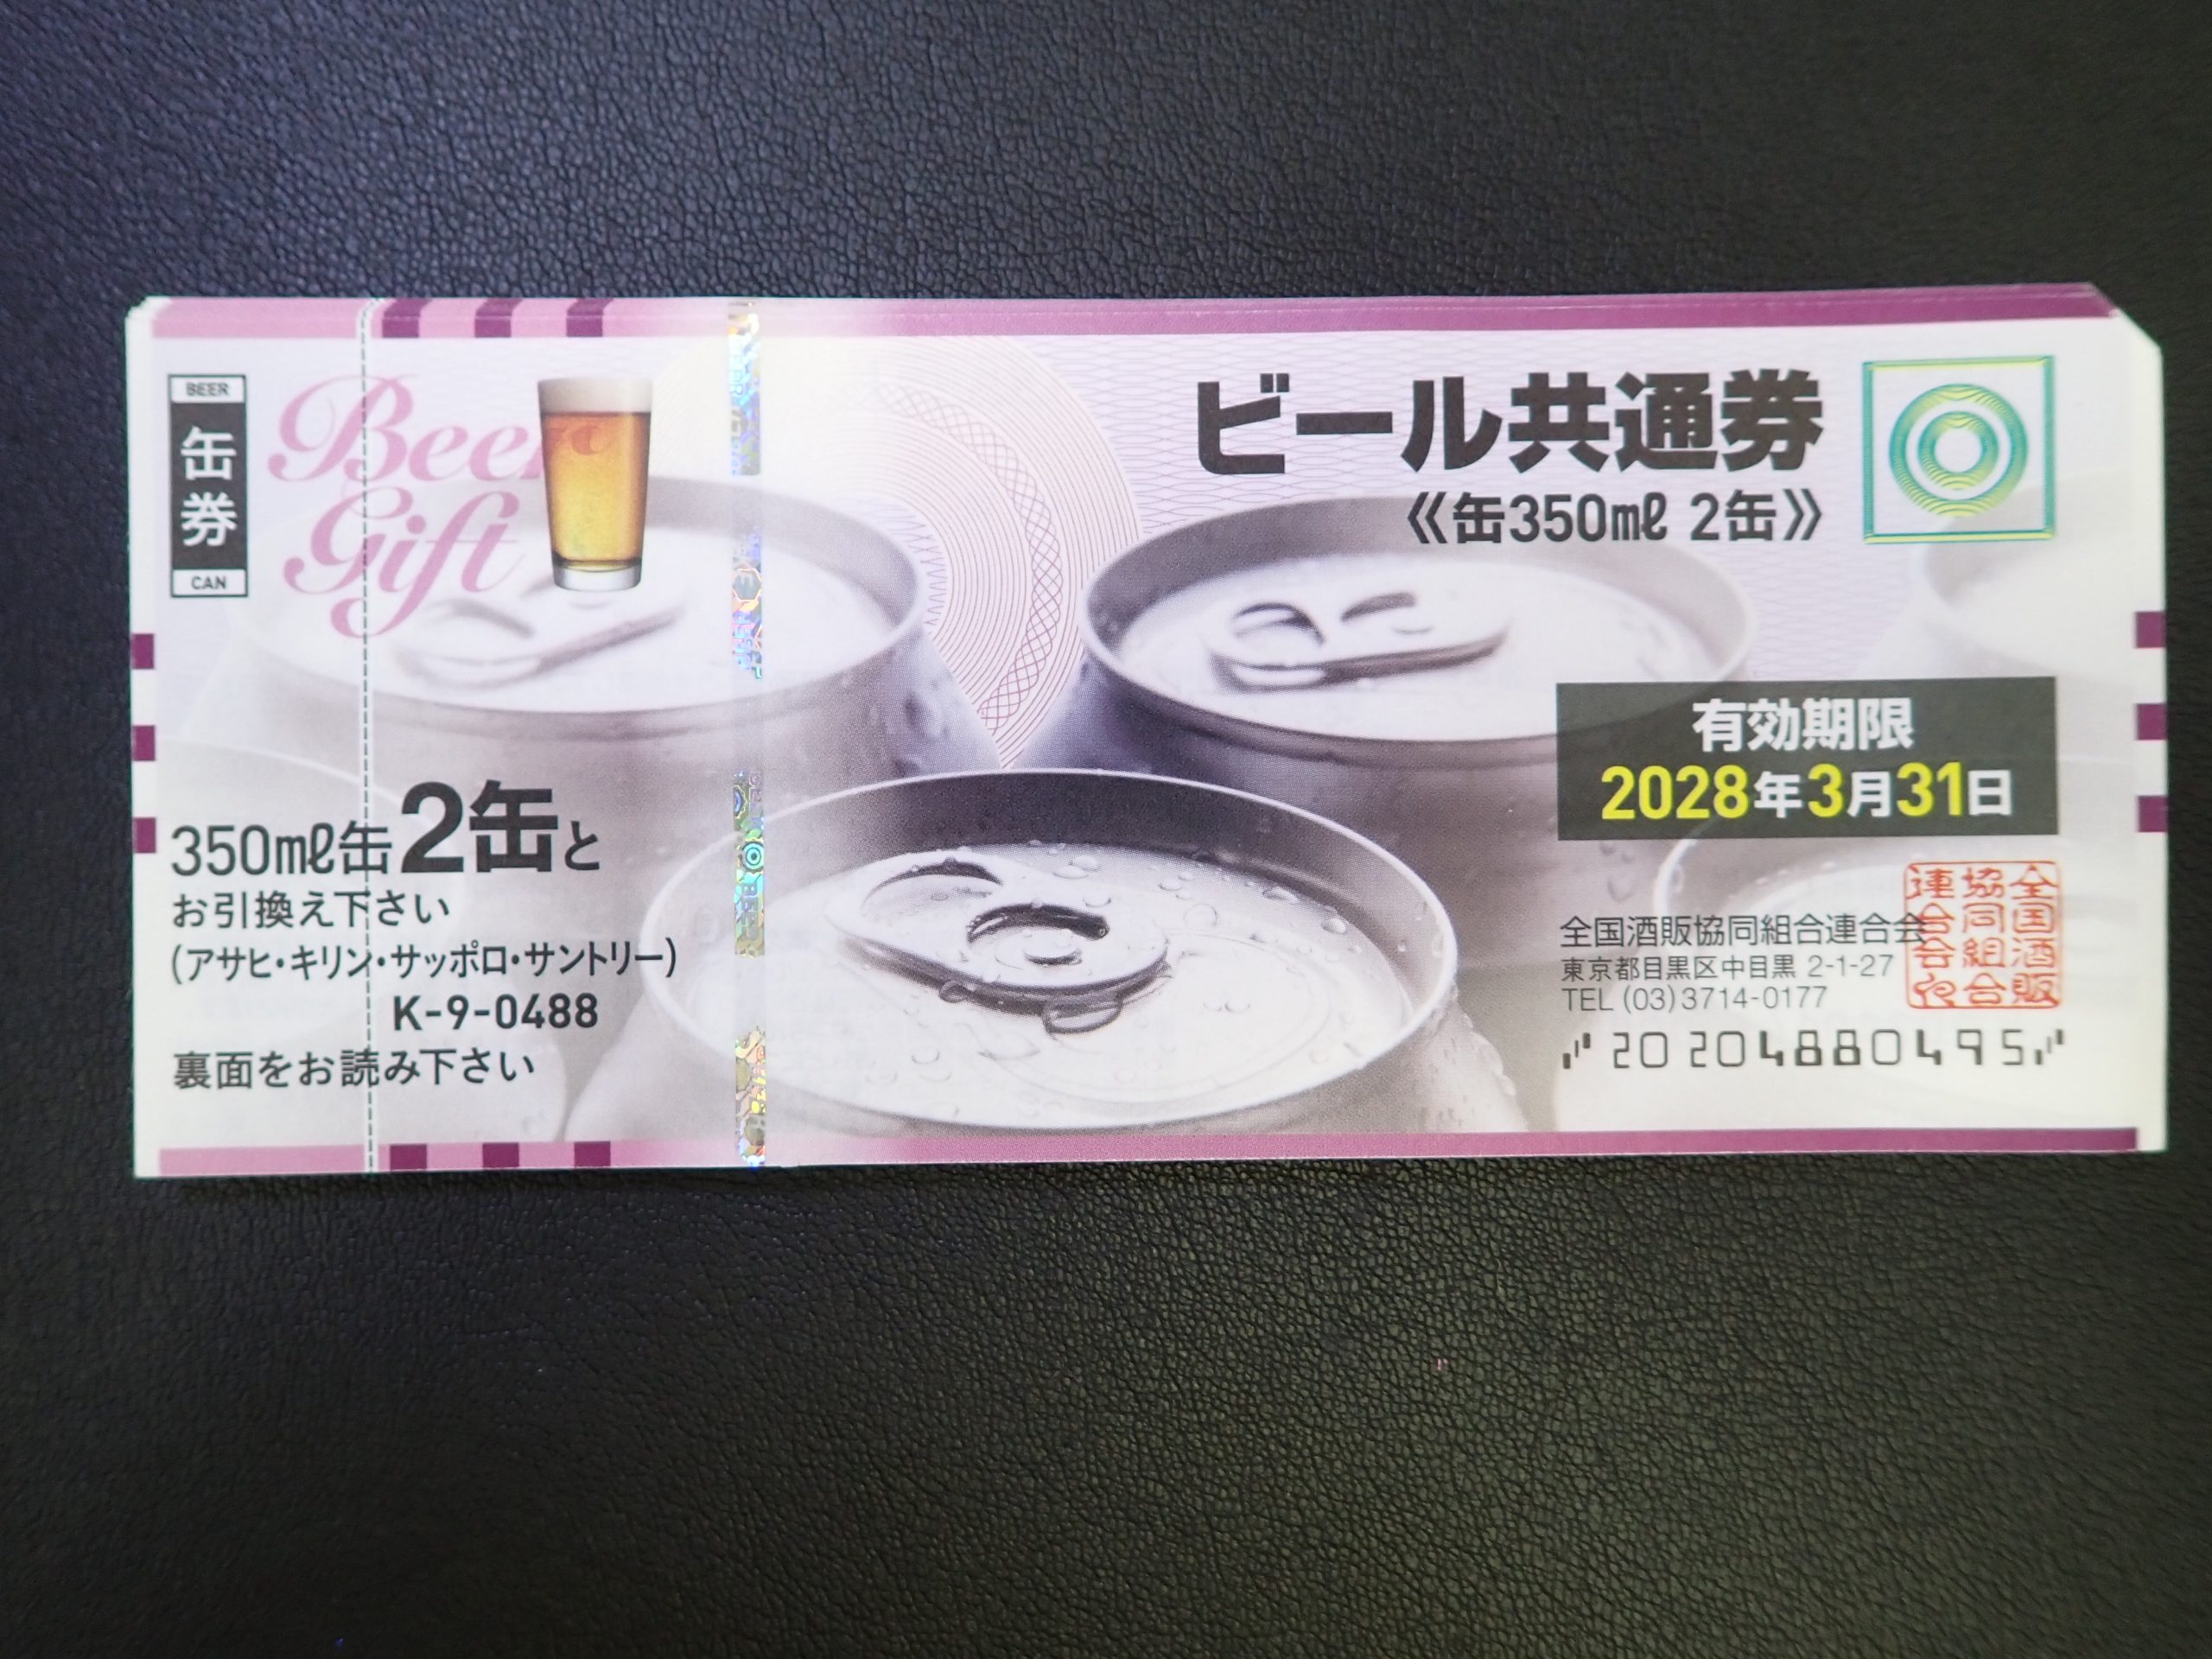 BEER
缶券
CAN
Beer
Gift
ビール共通券
《缶350㎖ 2缶》
有効期限
2028年3月31日
350㎖缶2缶と
お引換え下さい
(アサヒ・キリン・サッポロ・サントリー)
K-9-0488
裏面をお読み下さい
全国酒販協同組合連合会
東京都目黒区中目黒 2-1-27
TEL (03) 3714-0177
全国酒販
協同組合
連合会
20 204880495